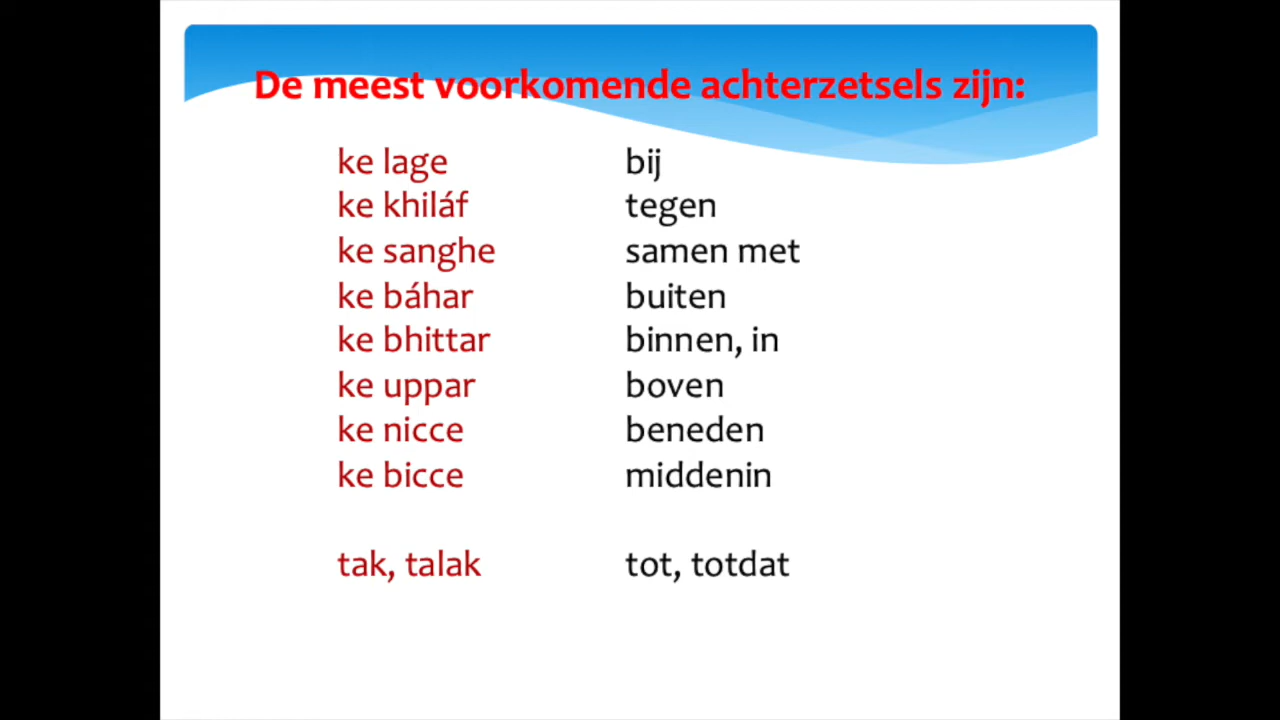 De meest voorkomende achterzetsels zijn:
ke lage bij
ke khiláf tegen
ke sanghe samen met
ke báhar buiten
ke bhittar binnen, in
ke uppar boven
ke nicce beneden
ke bicce middenin
tak, talak tot, totdat